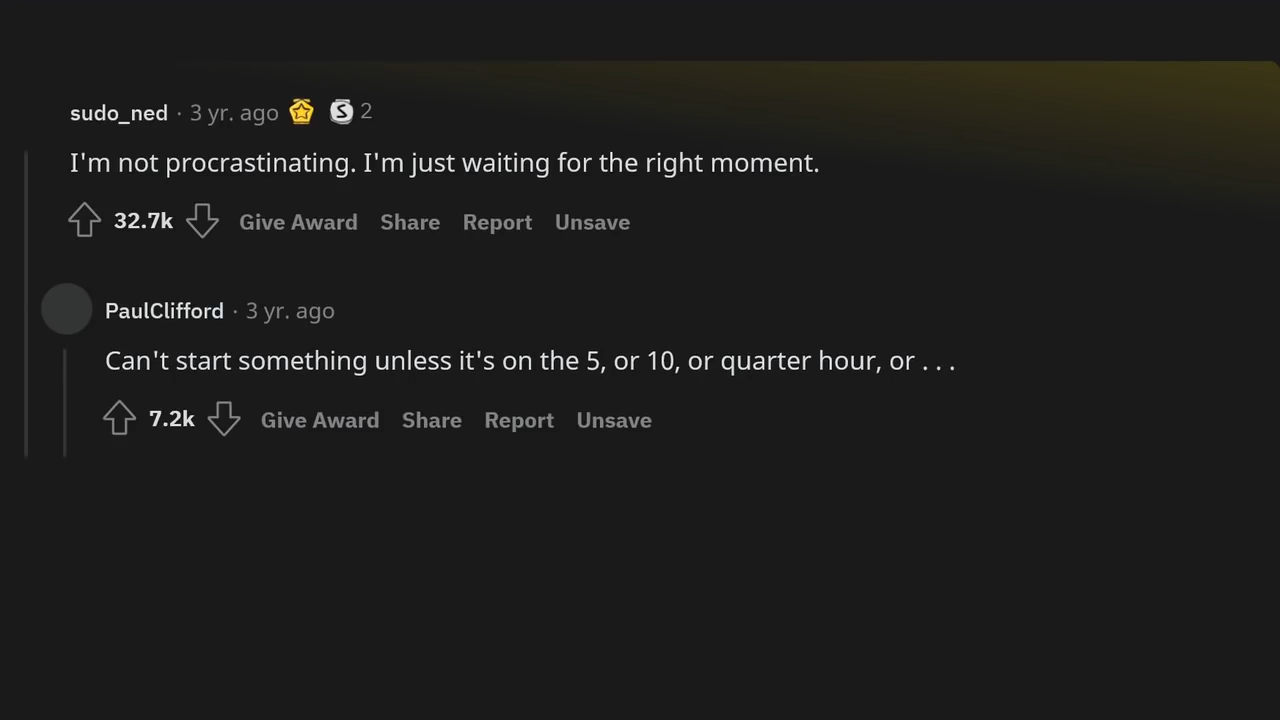 sudo_ned · 3 yr. ago S 2
I'm not procrastinating. I'm just waiting for the right moment.
32.7k Give Award Share Report Unsave
PaulClifford · 3 yr. ago
Can't start something unless it's on the 5, or 10, or quarter hour, or . . .
7.2k Give Award Share Report Unsave